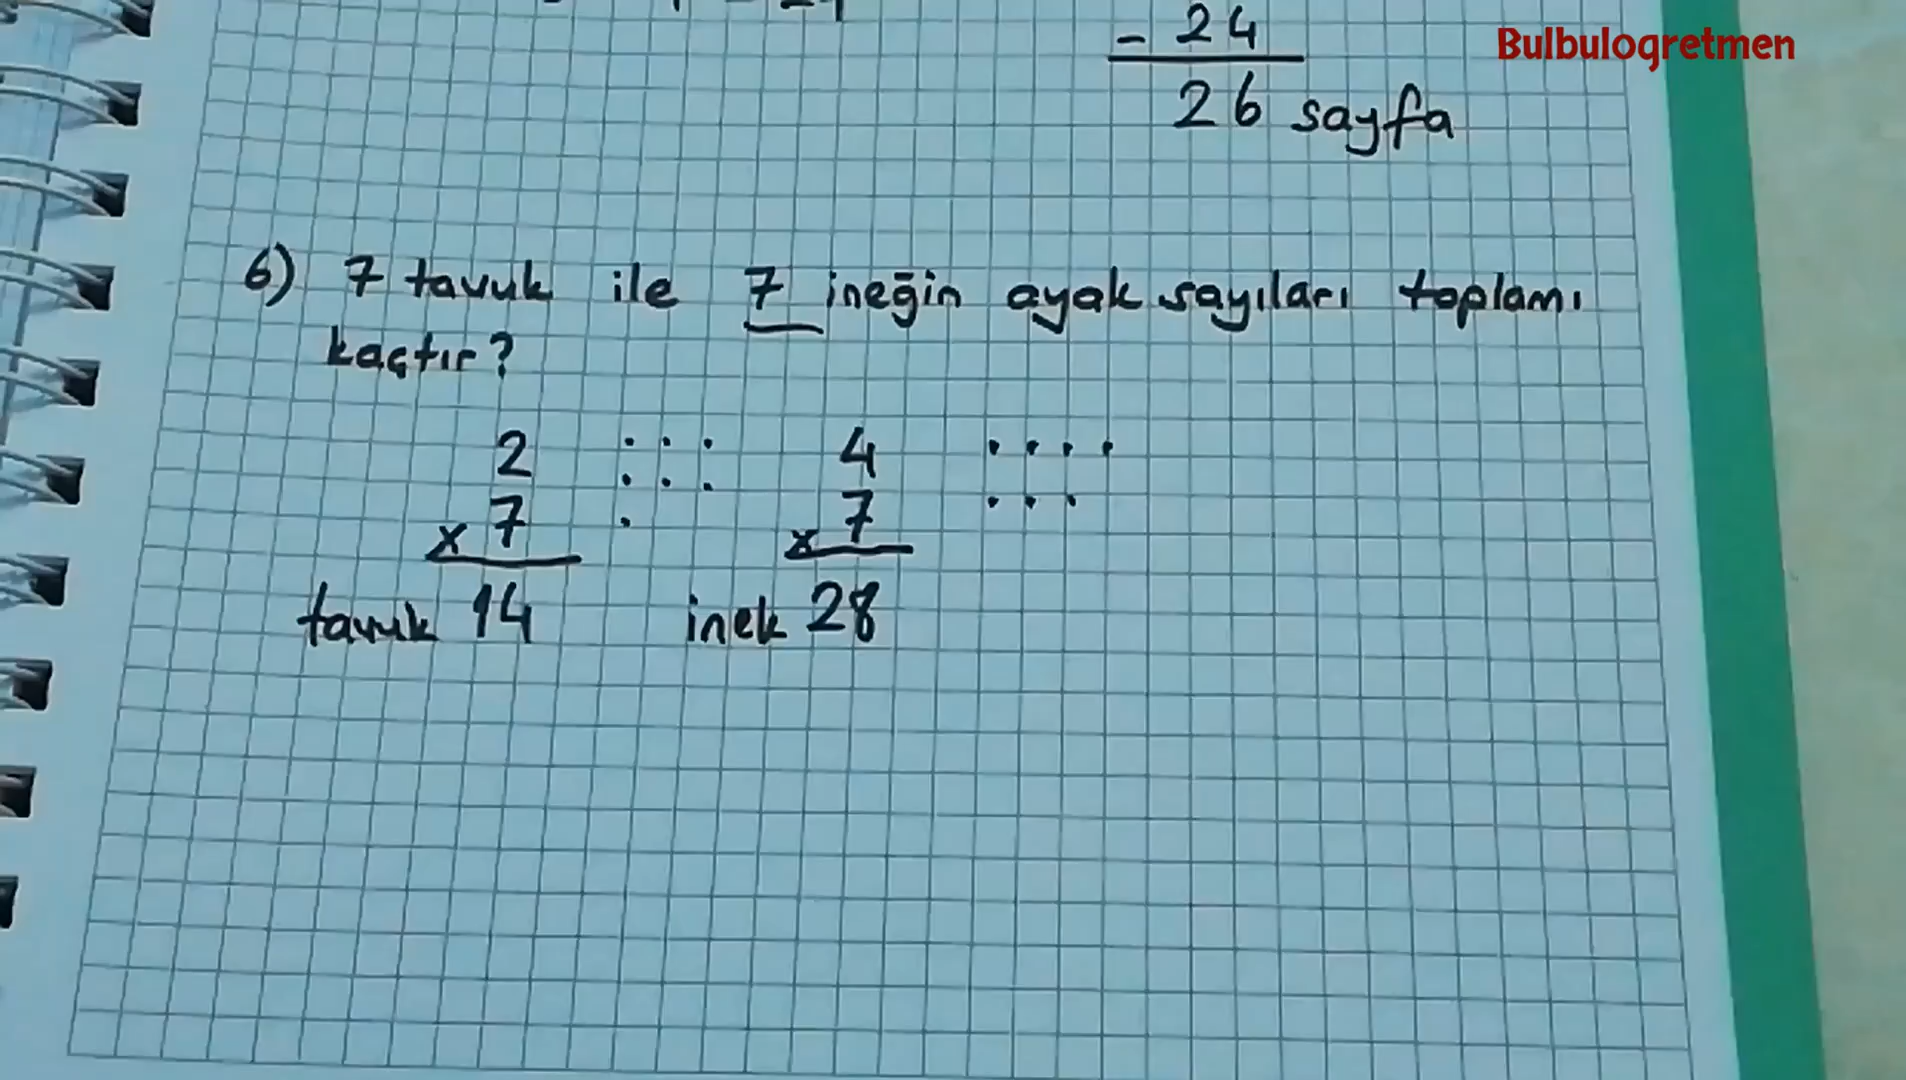 - 24
Bulbulogretmen
26 sayfa
6) 7 tavuk ile 7 ineğin ayak sayıları toplamı
kaçtır?
2 4
x 7 x 7
tavuk 14 inek 28